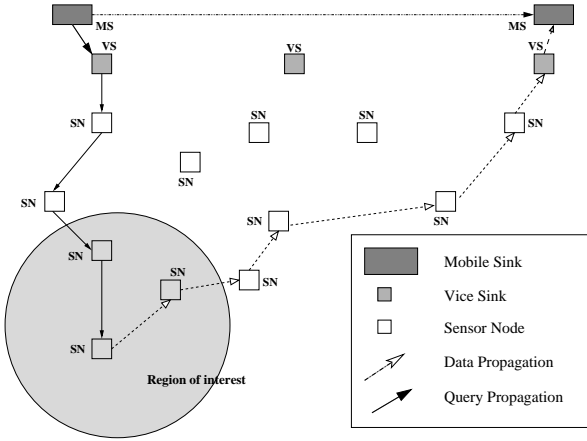 MS
MS
VS
VS
VS
SN
SN
SN
SN
SN
SN
SN
SN
SN
SN
SN
SN
SN
Region of interest
Mobile Sink
Vice Sink
Sensor Node
Data Propagation
Query Propagation